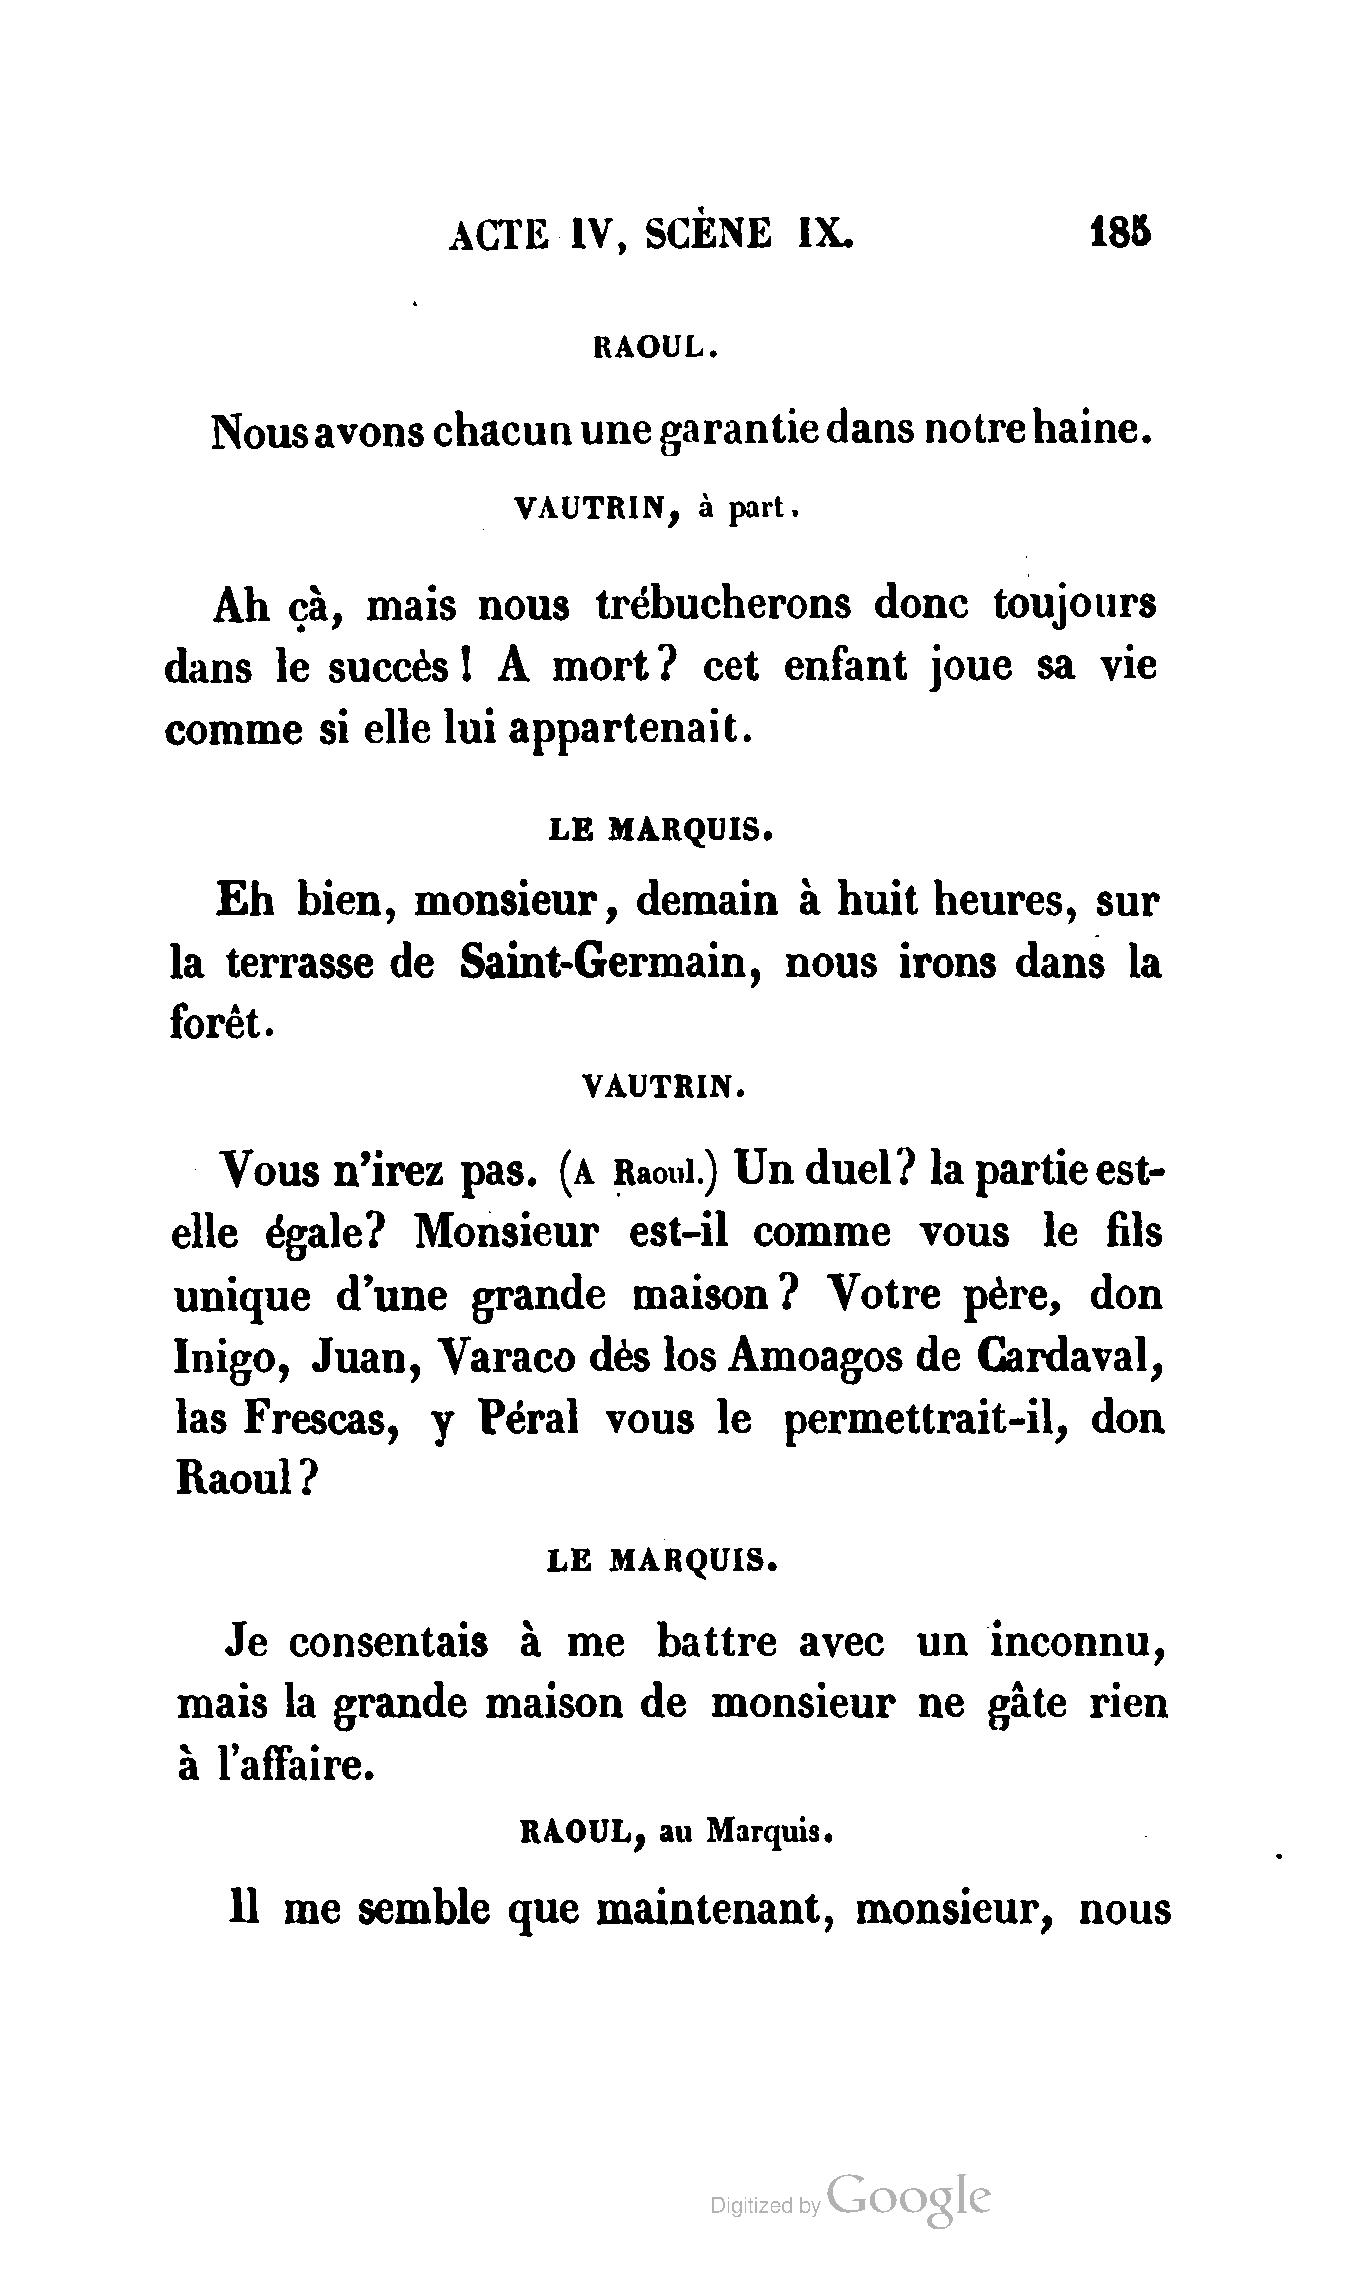 ACTE IV, SCÈNE IX. 185
RAOUL.
Nous avons chacun une garantie dans notre haine.
VAUTRIN, à part.
Ah çà, mais nous trébucherons donc toujours
dans le succès ! A mort ? cet enfant joue sa vie
comme si elle lui appartenait.
LE MARQUIS.
Eh bien, monsieur, demain à huit heures, sur
la terrasse de Saint-Germain, nous irons dans la
forêt.
VAUTRIN.
Vous n'irez pas. (A Raoul.) Un duel? la partie est-
elle égale? Monsieur est-il comme vous le fils
unique d'une grande maison ? Votre père, don
Inigo, Juan, Varaco dès los Amoagos de Cardaval,
las Frescas, y Péral vous le permettrait-il, don
Raoul ?
LE MARQUIS.
Je consentais à me battre avec un inconnu,
mais la grande maison de monsieur ne gâte rien
à l'affaire.
RAOUL, au Marquis.
Il me semble que maintenant, monsieur, nous
Digitized by Google